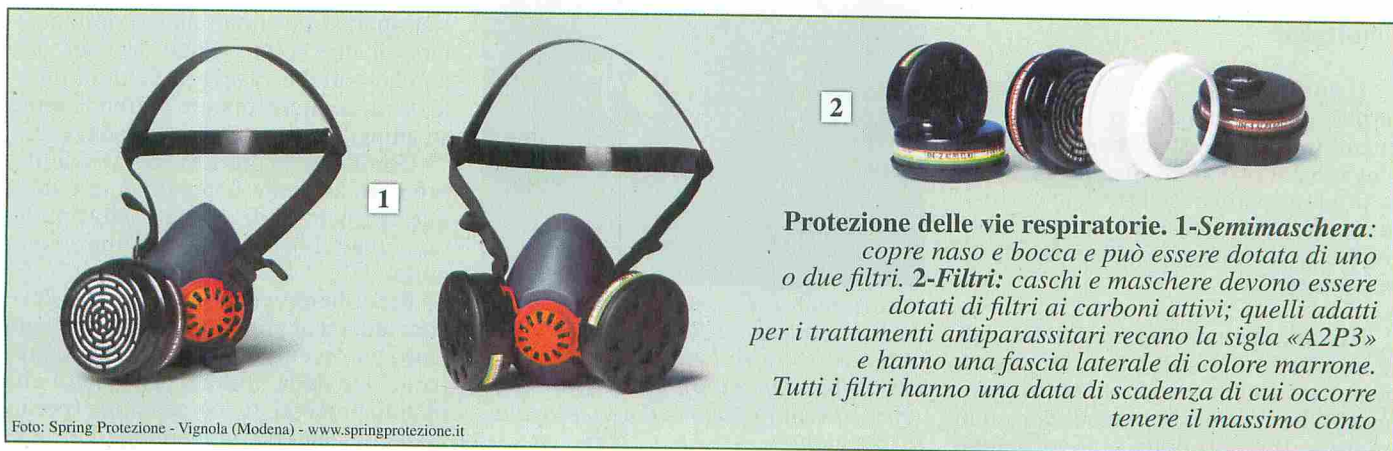 1
2
Protezione delle vie respiratorie. 1-Semimaschera:
copre naso e bocca e può essere dotata di uno
o due filtri. 2-Filtri: caschi e maschere devono essere
dotati di filtri ai carboni attivi; quelli adatti
per i trattamenti antiparassitari recano la sigla «A2P3»
e hanno una fascia laterale di colore marrone.
Tutti i filtri hanno una data di scadenza di cui occorre
tenere il massimo conto
Foto: Spring Protezione - Vignola (Modena) - www.springprotezione.it